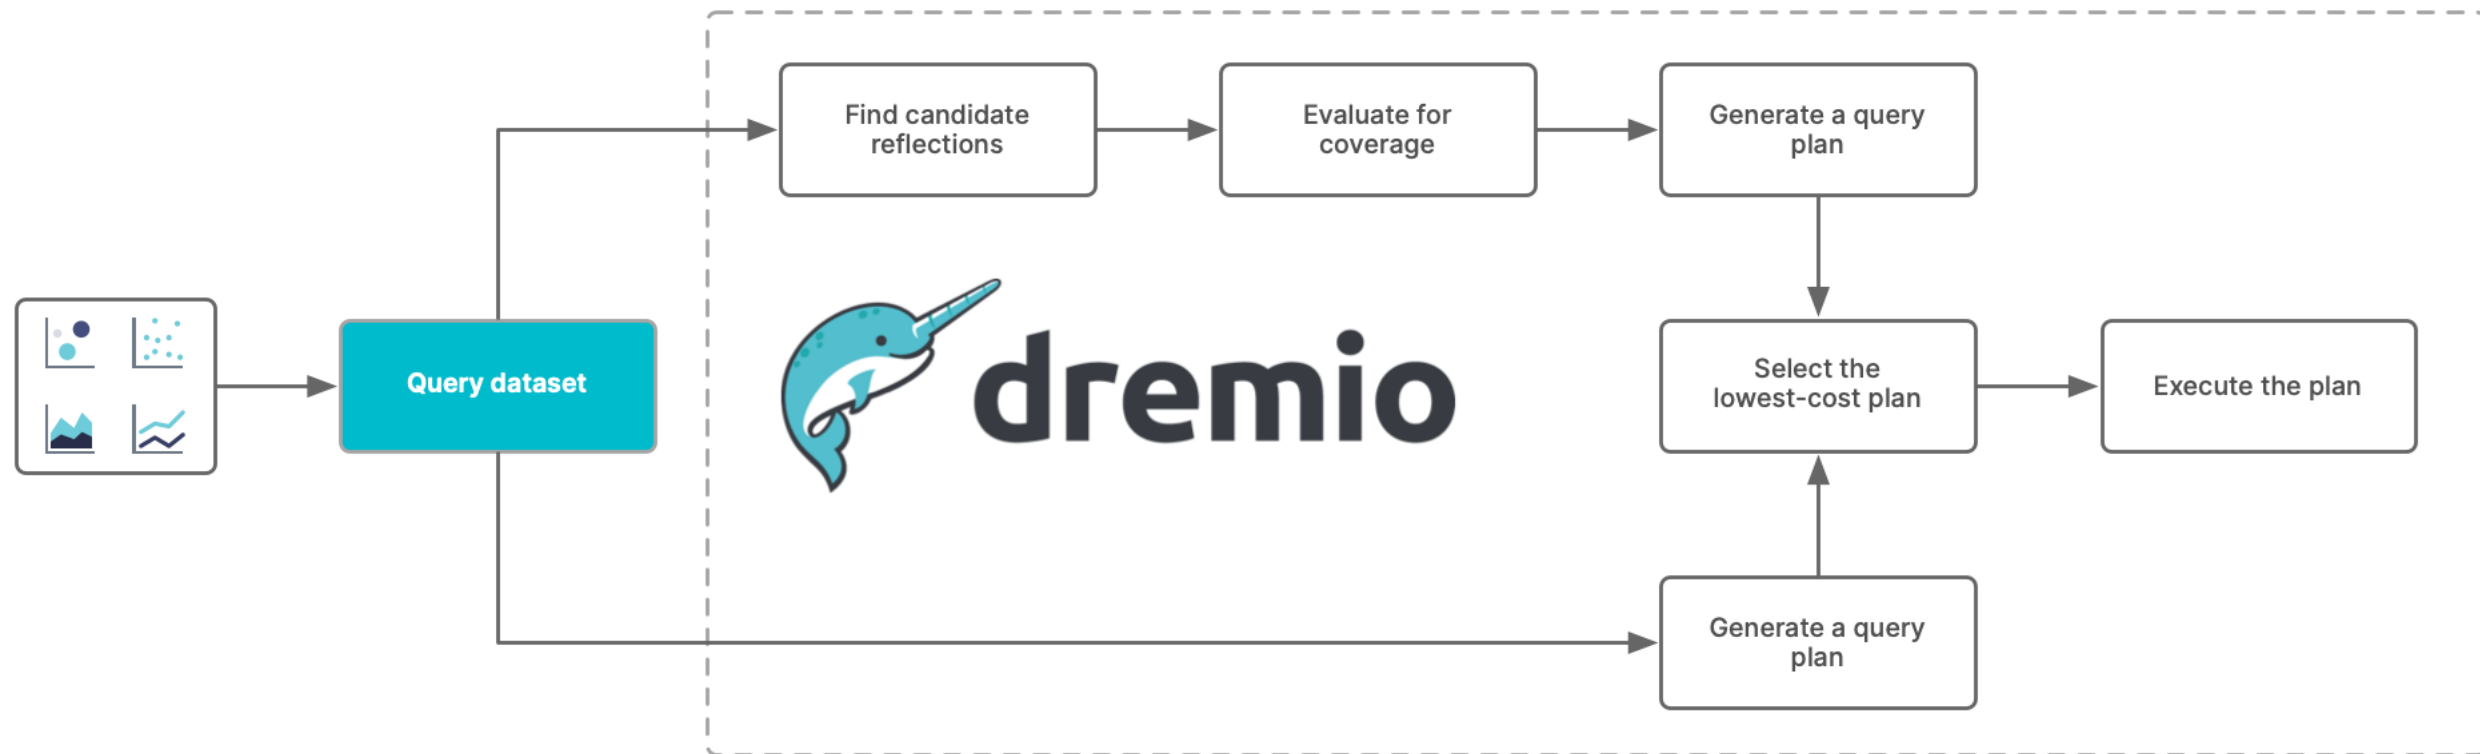 Find candidate
reflections
Evaluate for
coverage
Generate a query
plan
Query dataset
dremio
Select the
lowest-cost plan
Execute the plan
Generate a query
plan